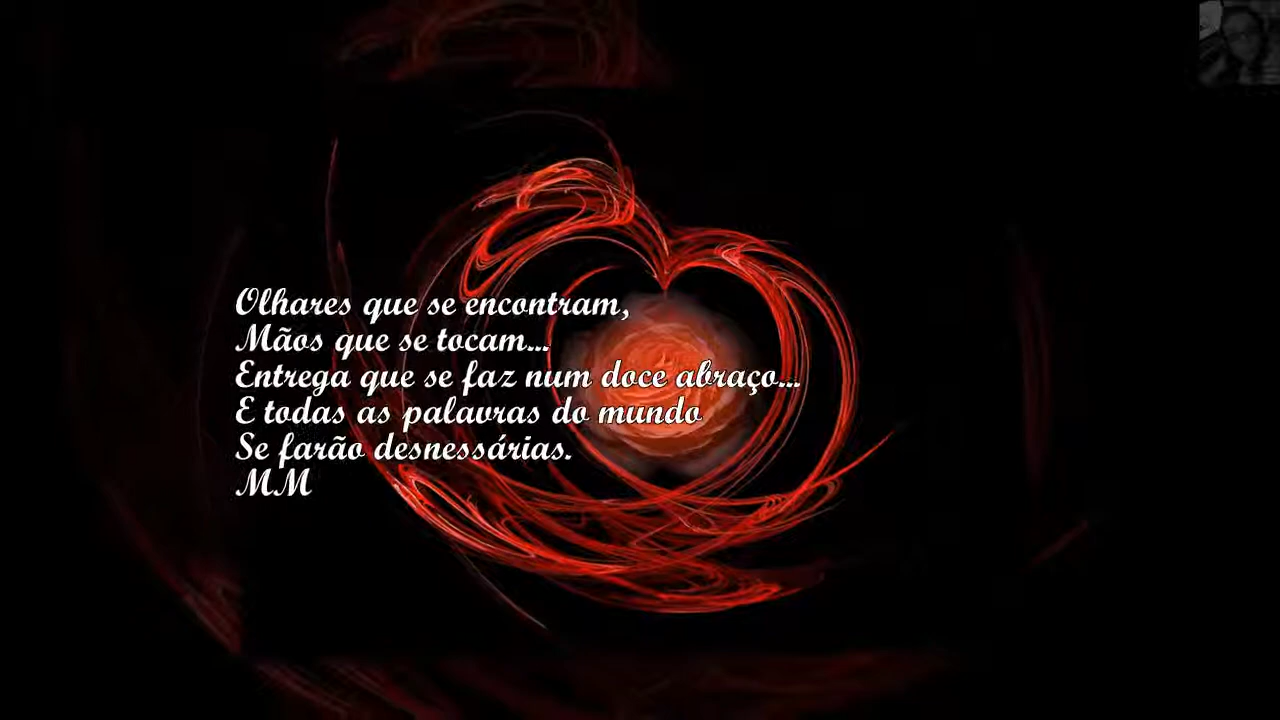 Olhares que se encontram,
Mãos que se tocam...
Entrega que se faz num doce abraço...
E todas as palavras do mundo
Se farão desnessárias.
MM